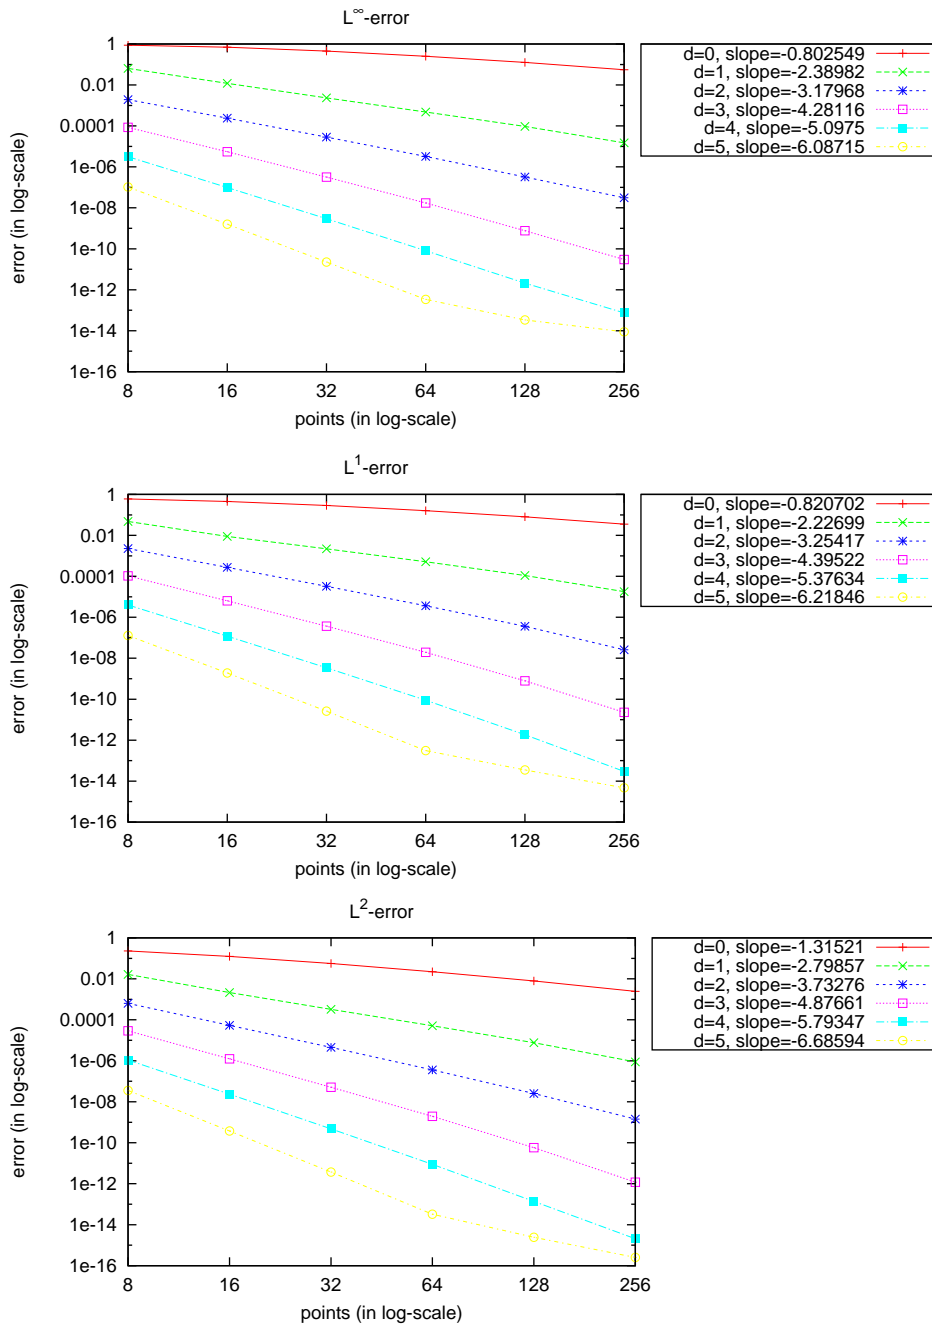 L∞-error
error (in log-scale)
1
0.01
0.0001
1e-06
1e-08
1e-10
1e-12
1e-14
1e-16
8 16 32 64 128 256
points (in log-scale)
d=0, slope=-0.802549
d=1, slope=-2.38982
d=2, slope=-3.17968
d=3, slope=-4.28116
d=4, slope=-5.0975
d=5, slope=-6.08715
L1-error
error (in log-scale)
1
0.01
0.0001
1e-06
1e-08
1e-10
1e-12
1e-14
1e-16
8 16 32 64 128 256
points (in log-scale)
d=0, slope=-0.820702
d=1, slope=-2.22699
d=2, slope=-3.25417
d=3, slope=-4.39522
d=4, slope=-5.37634
d=5, slope=-6.21846
L2-error
error (in log-scale)
1
0.01
0.0001
1e-06
1e-08
1e-10
1e-12
1e-14
1e-16
8 16 32 64 128 256
points (in log-scale)
d=0, slope=-1.31521
d=1, slope=-2.79857
d=2, slope=-3.73276
d=3, slope=-4.87661
d=4, slope=-5.79347
d=5, slope=-6.68594